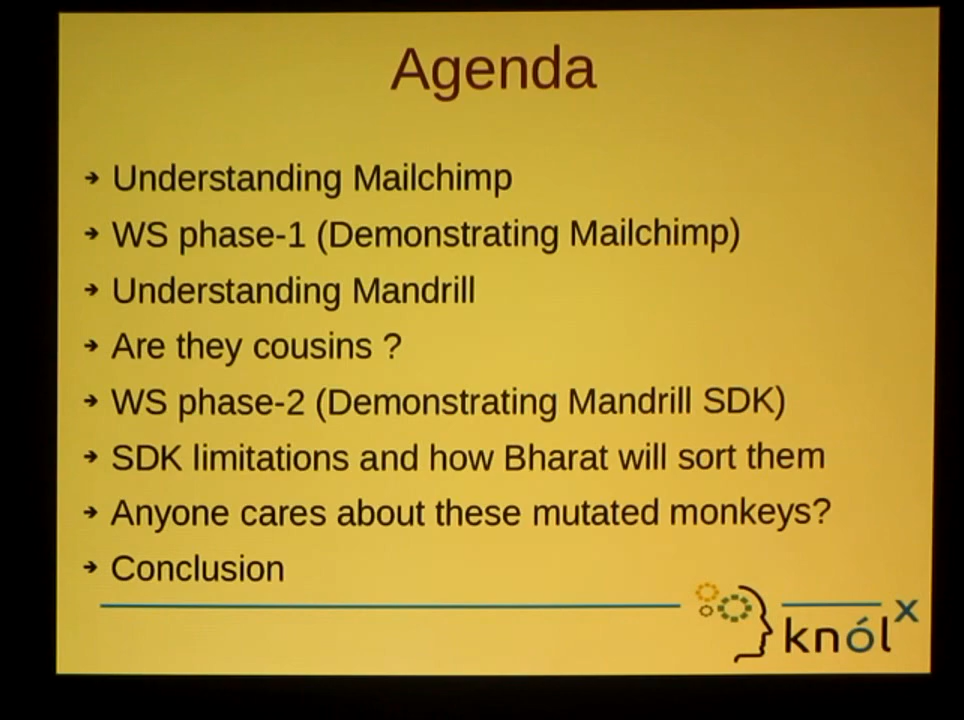 Agenda
Understanding Mailchimp
WS phase-1 (Demonstrating Mailchimp)
Understanding Mandrill
Are they cousins ?
WS phase-2 (Demonstrating Mandrill SDK)
SDK limitations and how Bharat will sort them
Anyone cares about these mutated monkeys?
Conclusion
knólx